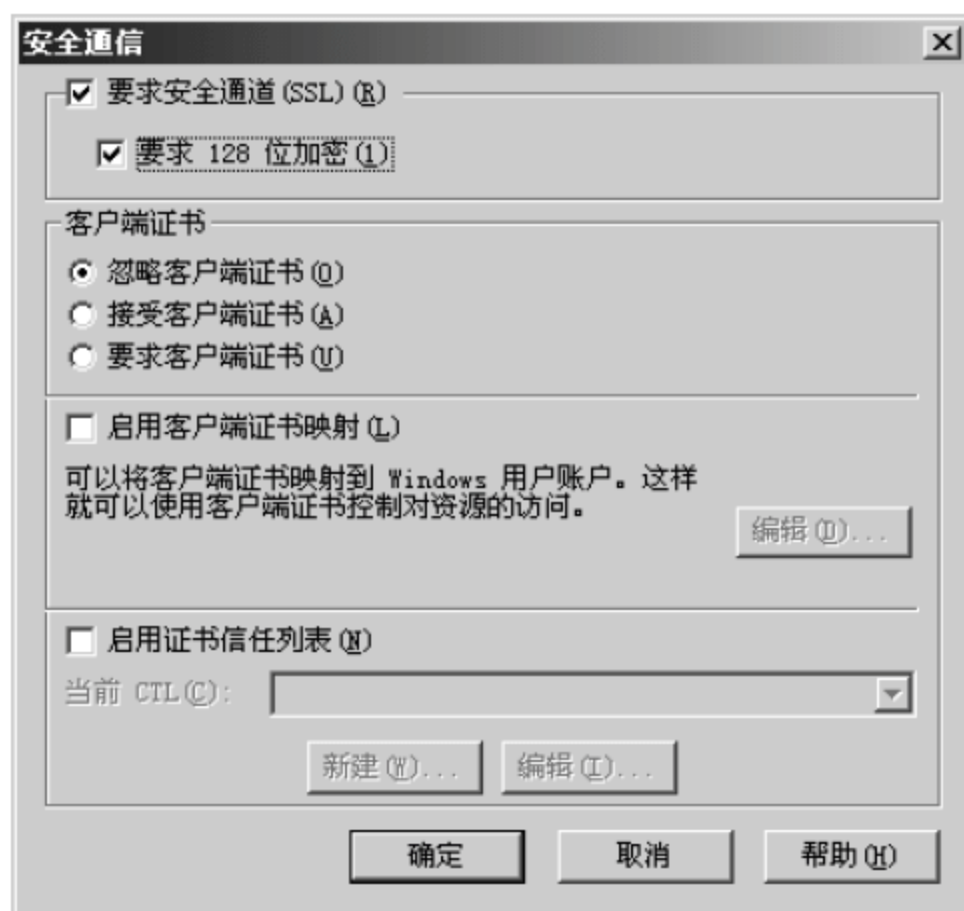 安全通信
要求安全通道(SSL)(R)
要求 128 位加密(1)
客户端证书
忽略客户端证书(O)
接受客户端证书(A)
要求客户端证书(U)
启用客户端证书映射(L)
可以将客户端证书映射到 Windows 用户账户。这样
就可以使用客户端证书控制对资源的访问。
编辑(D)...
启用证书信任列表(N)
当前 CTL(C):
新建(W)... 编辑(I)...
确定 取消 帮助(H)